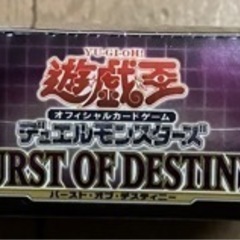 YU-GI-OH!
遊戯王
オフィシャルカードゲーム
デュエルモンスターズ
URST OF DESTIN
バースト・オブ・デスティニー